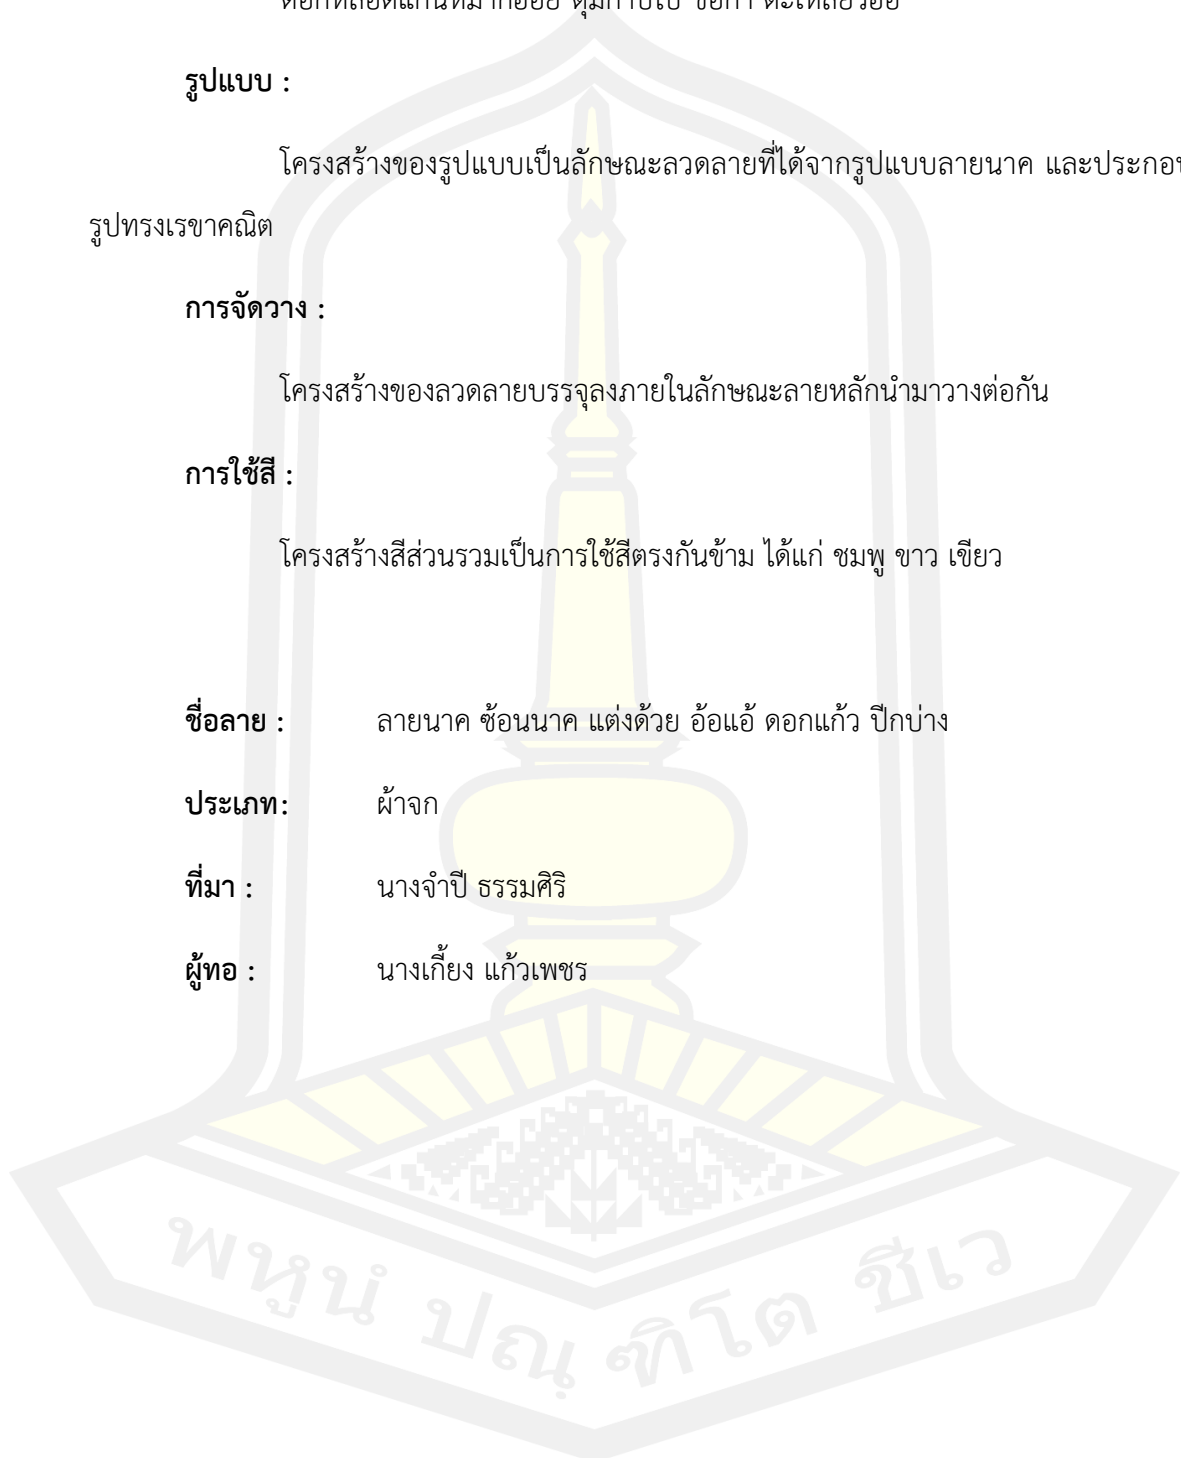 รูปแบบ :
โครงสร้างของรูปแบบเป็นลักษณะลวดลายที่ได้จากรูปแบบลายนาค และประกอบ
รูปทรงเรขาคณิต
การจัดวาง :
โครงสร้างของลวดลายบรรจุลงภายในลักษณะลายหลักนำมาวางต่อกัน
การใช้สี :
โครงสร้างสีส่วนรวมเป็นการใช้สีตรงกันข้าม ได้แก่ ชมพู ขาว เขียว
ชื่อลาย : ลายนาค ซ้อนนาค แต่งด้วย อ้อแอ้ ดอกแก้ว ปีกบ่าง
ประเภท: ผ้าจก
ที่มา : นางจำปี ธรรมศิริ
ผู้ทอ : นางเกี้ยง แก้วเพชร
พหูนํ ปณฺฑิโต ชีเว